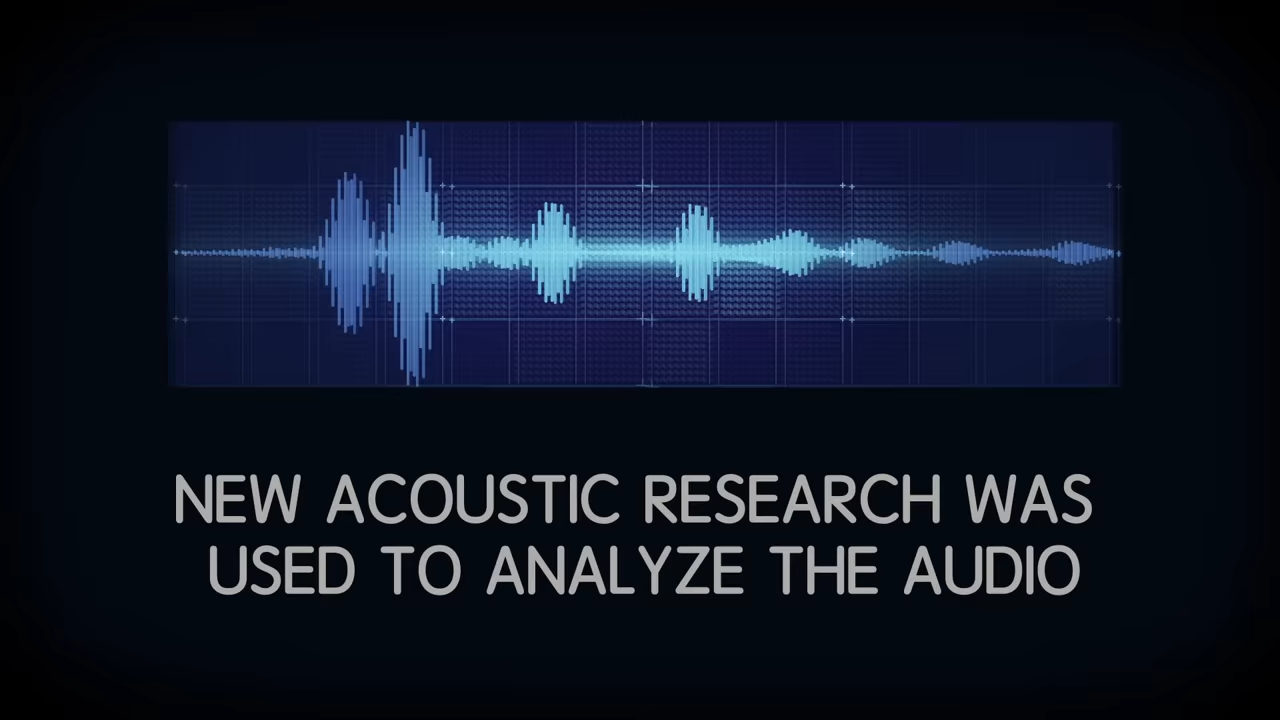 NEW ACOUSTIC RESEARCH WAS
USED TO ANALYZE THE AUDIO